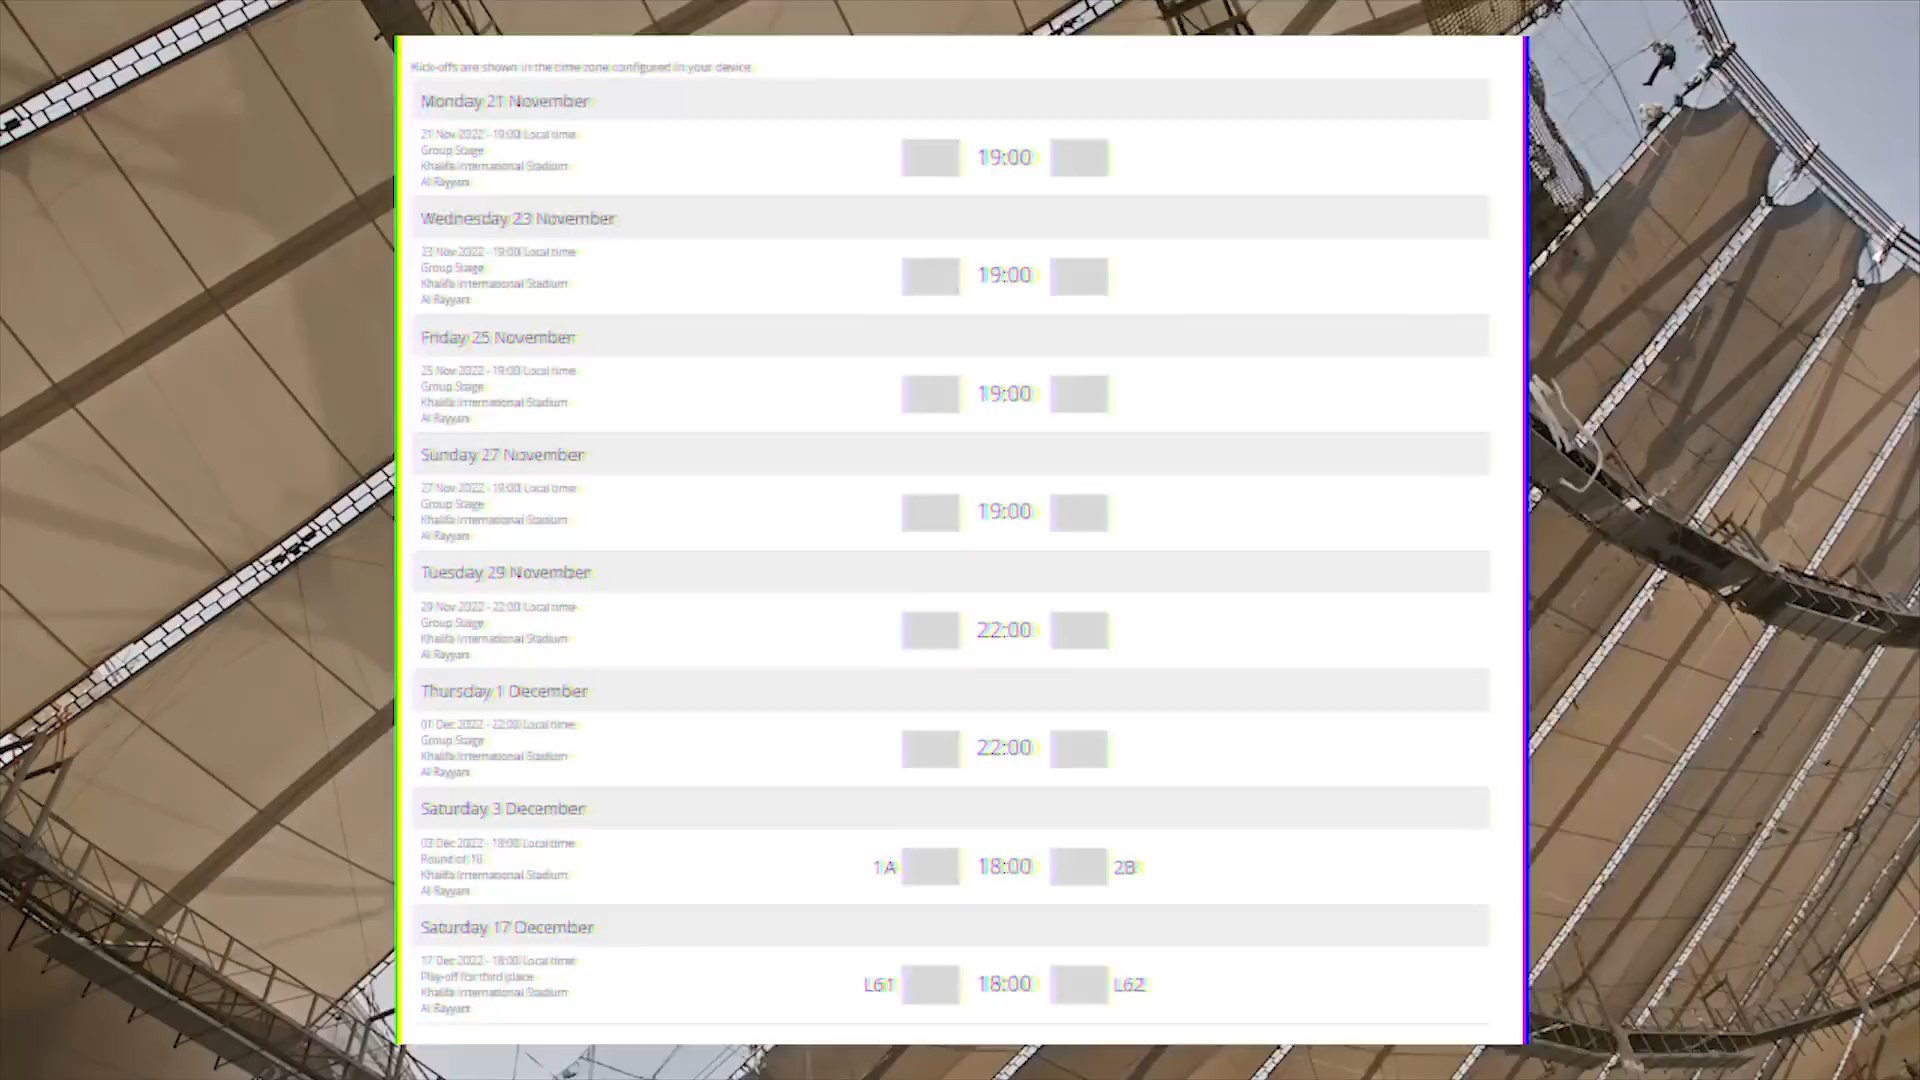 Kick-offs are shown in the time zone configured in your device
Monday 21 November
21 Nov 2022 - 19:00 Local time
Group Stage
Khalifa International Stadium
Al Rayyan
19:00
Wednesday 23 November
23 Nov 2022 - 19:00 Local time
Group Stage
Khalifa International Stadium
Al Rayyan
19:00
Friday 25 November
25 Nov 2022 - 19:00 Local time
Group Stage
Khalifa International Stadium
Al Rayyan
19:00
Sunday 27 November
27 Nov 2022 - 19:00 Local time
Group Stage
Khalifa International Stadium
Al Rayyan
19:00
Tuesday 29 November
29 Nov 2022 - 22:00 Local time
Group Stage
Khalifa International Stadium
Al Rayyan
22:00
Thursday 1 December
01 Dec 2022 - 22:00 Local time
Group Stage
Khalifa International Stadium
Al Rayyan
22:00
Saturday 3 December
03 Dec 2022 - 18:00 Local time
Round of 16
Khalifa International Stadium
Al Rayyan
1A 18:00 2B
Saturday 17 December
17 Dec 2022 - 18:00 Local time
Play-off for third place
Khalifa International Stadium
Al Rayyan
L61 18:00 L62